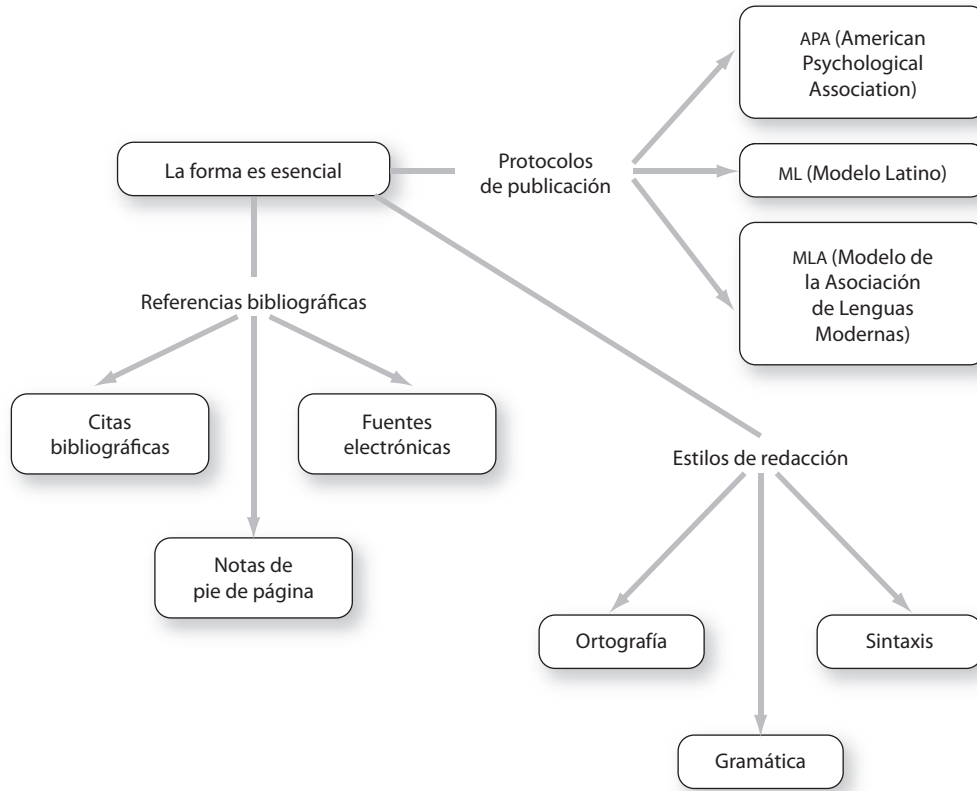 La forma es esencial
Protocolos
de publicación
APA (American
Psychological
Association)
ML (Modelo Latino)
MLA (Modelo de
la Asociación
de Lenguas
Modernas)
Referencias bibliográficas
Citas
bibliográficas
Fuentes
electrónicas
Notas de
pie de página
Estilos de redacción
Ortografía
Sintaxis
Gramática